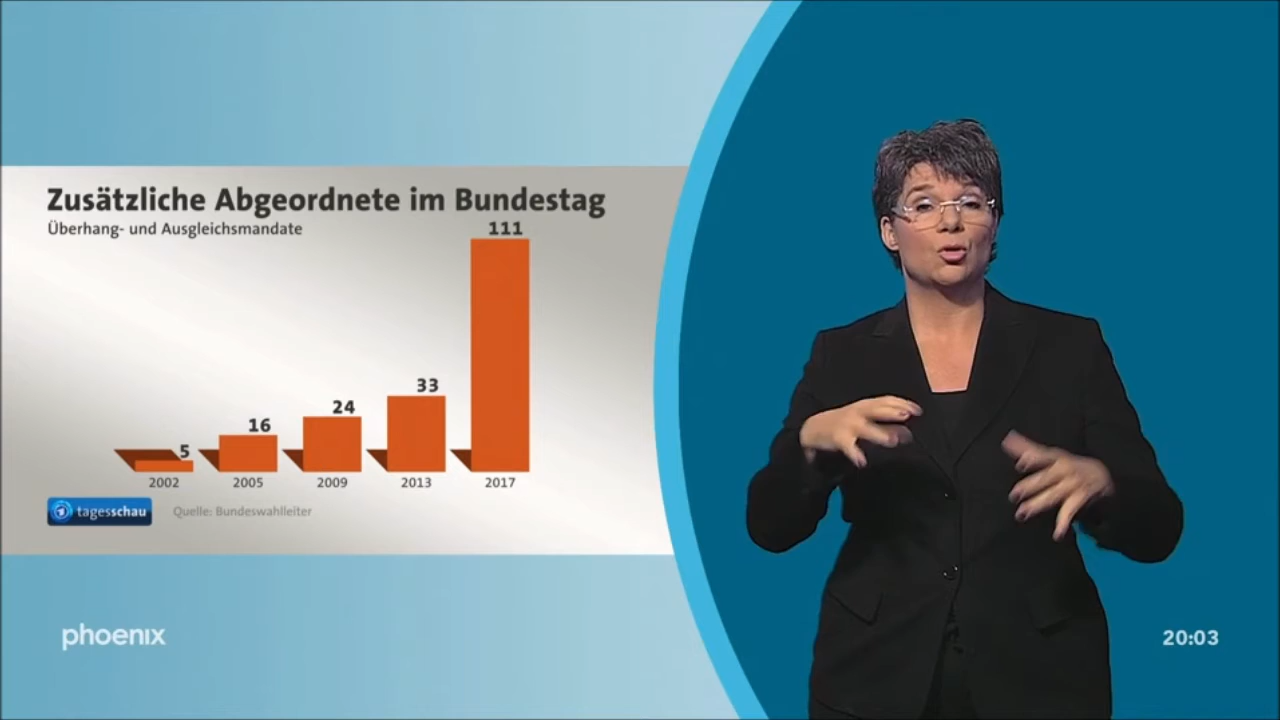 Zusätzliche Abgeordnete im Bundestag
Überhang- und Ausgleichsmandate
111
33
24
16
5
2002 2005 2009 2013 2017
tagesschau Quelle: Bundeswahlleiter
phoenix
20:03